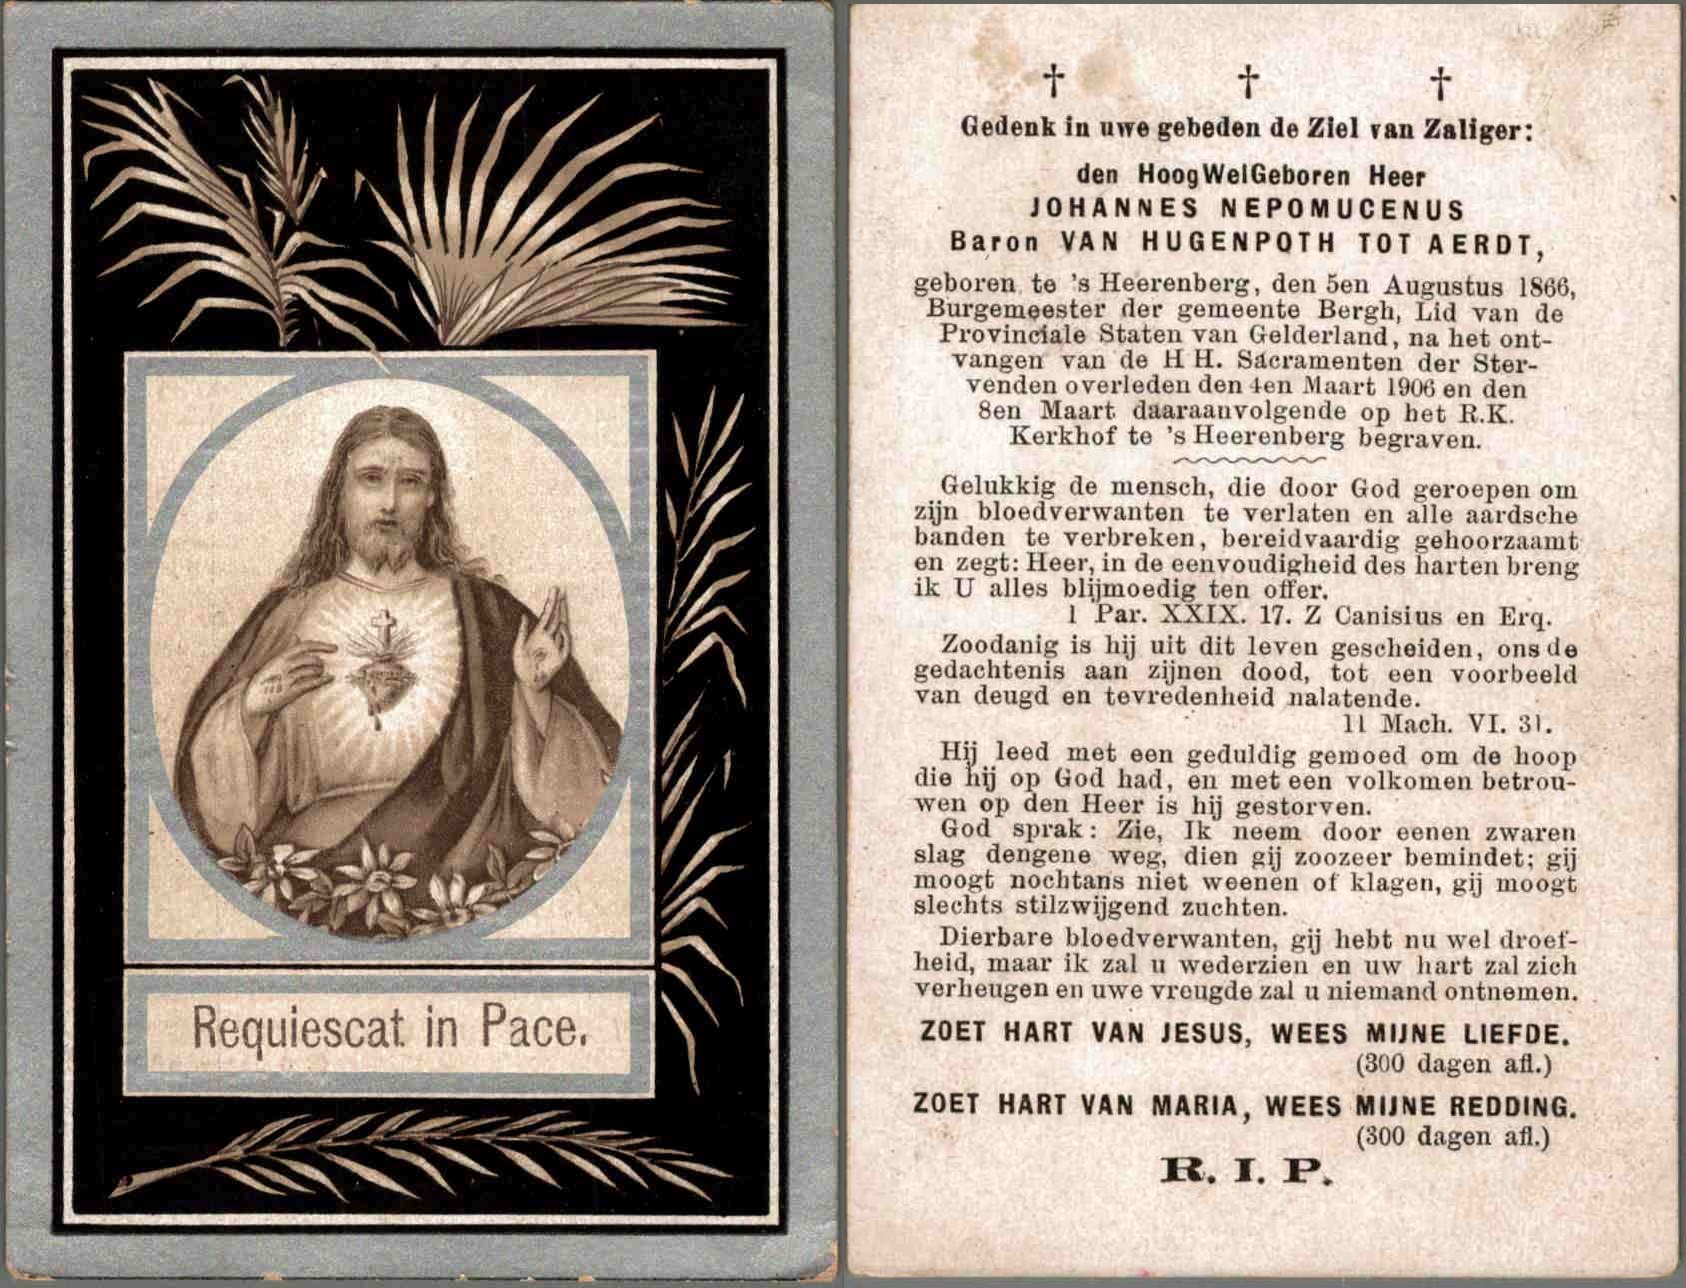 Requiescat in Pace.
† † †
Gedenk in uwe gebeden de Ziel van Zaliger:
den HoogWelGeboren Heer
JOHANNES NEPOMUCENUS
Baron VAN HUGENPOTH TOT AERDT,
geboren te 's Heerenberg, den 5en Augustus 1866,
Burgemeester der gemeente Bergh, Lid van de
Provinciale Staten van Gelderland, na het ont-
vangen van de H H. Sacramenten der Ster-
venden overleden den 4en Maart 1906 en den
8en Maart daaraanvolgende op het R.K.
Kerkhof te 's Heerenberg begraven.
Gelukkig de mensch, die door God geroepen om
zijn bloedverwanten te verlaten en alle aardsche
banden te verbreken, bereidvaardig gehoorzaamt
en zegt: Heer, in de eenvoudigheid des harten breng
ik U alles blijmoedig ten offer.
1 Par. XXIX. 17. Z Canisius en Erq.
Zoodanig is hij uit dit leven gescheiden, ons de
gedachtenis aan zijnen dood, tot een voorbeeld
van deugd en tevredenheid nalatende.
11 Mach. VI. 31.
Hij leed met een geduldig gemoed om de hoop
die hij op God had, en met een volkomen betrou-
wen op den Heer is hij gestorven.
God sprak: Zie, Ik neem door eenen zwaren
slag dengene weg, dien gij zoozeer bemindet; gij
moogt nochtans niet weenen of klagen, gij moogt
slechts stilzwijgend zuchten.
Dierbare bloedverwanten, gij hebt nu wel droef-
heid, maar ik zal u wederzien en uw hart zal zich
verheugen en uwe vreugde zal u niemand ontnemen.
ZOET HART VAN JESUS, WEES MIJNE LIEFDE.
(300 dagen afl.)
ZOET HART VAN MARIA, WEES MIJNE REDDING.
(300 dagen afl.)
R. I. P.